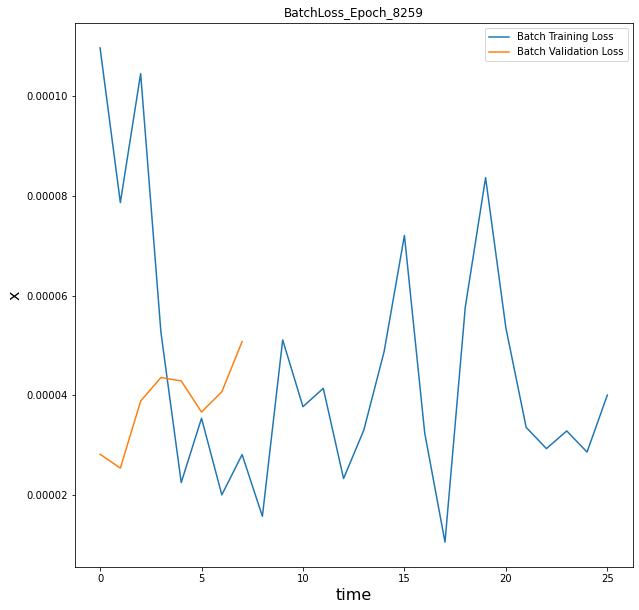 BatchLoss_Epoch_8259
Batch Training Loss
Batch Validation Loss
0.00010
0.00008
0.00006
0.00004
0.00002
x
0 5 10 15 20 25
time